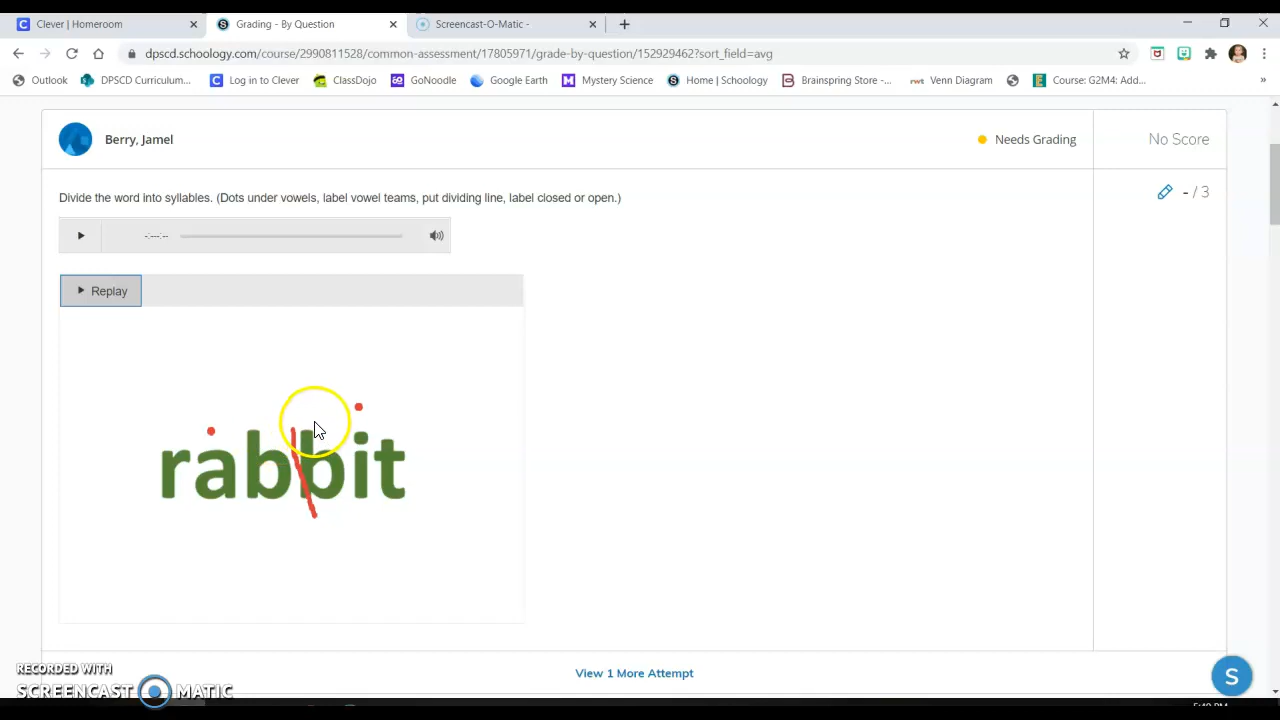 Clever | Homeroom
Grading - By Question
Screencast-O-Matic -
dpscd.schoology.com/course/2990811528/common-assessment/17805971/grade-by-question/152929462?sort_field=avg
Outlook
DPSCD Curriculum...
Log in to Clever
ClassDojo
GoNoodle
Google Earth
Mystery Science
Home | Schoology
Brainspring Store -...
Venn Diagram
Course: G2M4: Add...
Berry, Jamel
Needs Grading
No Score
Divide the word into syllables. (Dots under vowels, label vowel teams, put dividing line, label closed or open.)
- / 3
-:--:--
Replay
rabbit
View 1 More Attempt
RECORDED WITH
SCREENCAST MATIC
S